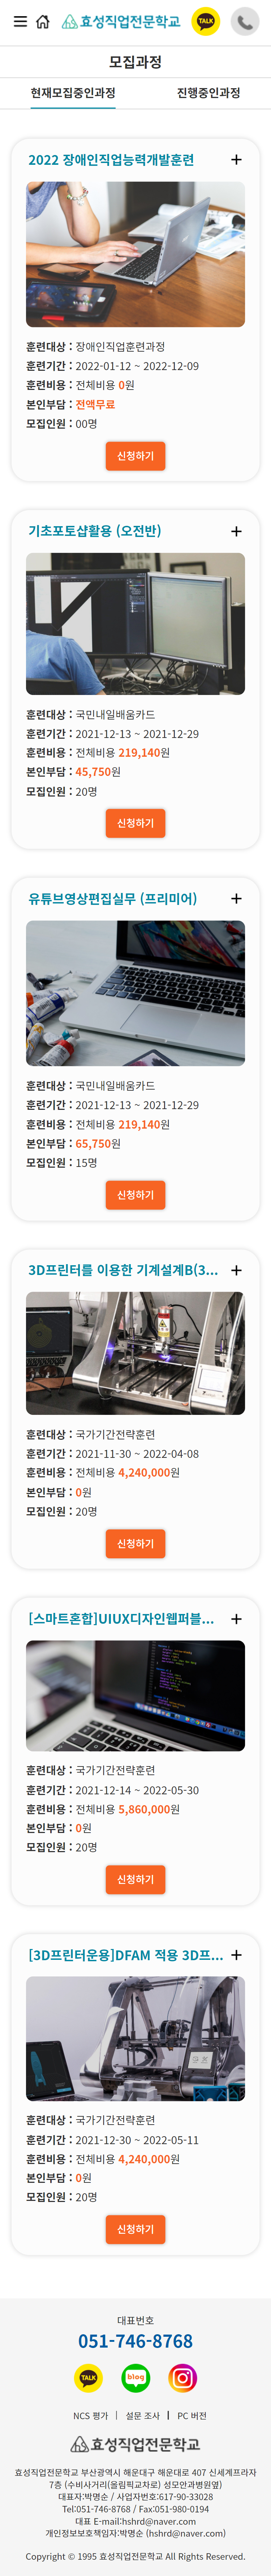 효성직업전문학교
TALK
모집과정
현재모집중인과정 진행중인과정
2022 장애인직업능력개발훈련 +
훈련대상 : 장애인직업훈련과정
훈련기간 : 2022-01-12 ~ 2022-12-09
훈련비용 : 전체비용 0원
본인부담 : 전액무료
모집인원 : 00명
신청하기
기초포토샵활용 (오전반) +
훈련대상 : 국민내일배움카드
훈련기간 : 2021-12-13 ~ 2021-12-29
훈련비용 : 전체비용 219,140원
본인부담 : 45,750원
모집인원 : 20명
신청하기
유튜브영상편집실무 (프리미어) +
훈련대상 : 국민내일배움카드
훈련기간 : 2021-12-13 ~ 2021-12-29
훈련비용 : 전체비용 219,140원
본인부담 : 65,750원
모집인원 : 15명
신청하기
3D프린터를 이용한 기계설계B(3... +
훈련대상 : 국가기간전략훈련
훈련기간 : 2021-11-30 ~ 2022-04-08
훈련비용 : 전체비용 4,240,000원
본인부담 : 0원
모집인원 : 20명
신청하기
[스마트혼합]UIUX디자인웹퍼블... +
훈련대상 : 국가기간전략훈련
훈련기간 : 2021-12-14 ~ 2022-05-30
훈련비용 : 전체비용 5,860,000원
본인부담 : 0원
모집인원 : 20명
신청하기
[3D프린터운용]DFAM 적용 3D프... +
훈련대상 : 국가기간전략훈련
훈련기간 : 2021-12-30 ~ 2022-05-11
훈련비용 : 전체비용 4,240,000원
본인부담 : 0원
모집인원 : 20명
신청하기
대표번호
051-746-8768
TALK blog
NCS 평가 | 설문 조사 | PC 버전
효성직업전문학교
효성직업전문학교 부산광역시 해운대구 해운대로 407 신세계프라자
7층 (수비사거리(올림픽교차로) 성모안과병원옆)
대표자:박명순 / 사업자번호:617-90-33028
Tel:051-746-8768 / Fax:051-980-0194
대표 E-mail:hshrd@naver.com
개인정보보호책임자:박명순 (hshrd@naver.com)
Copyright © 1995 효성직업전문학교 All Rights Reserved.